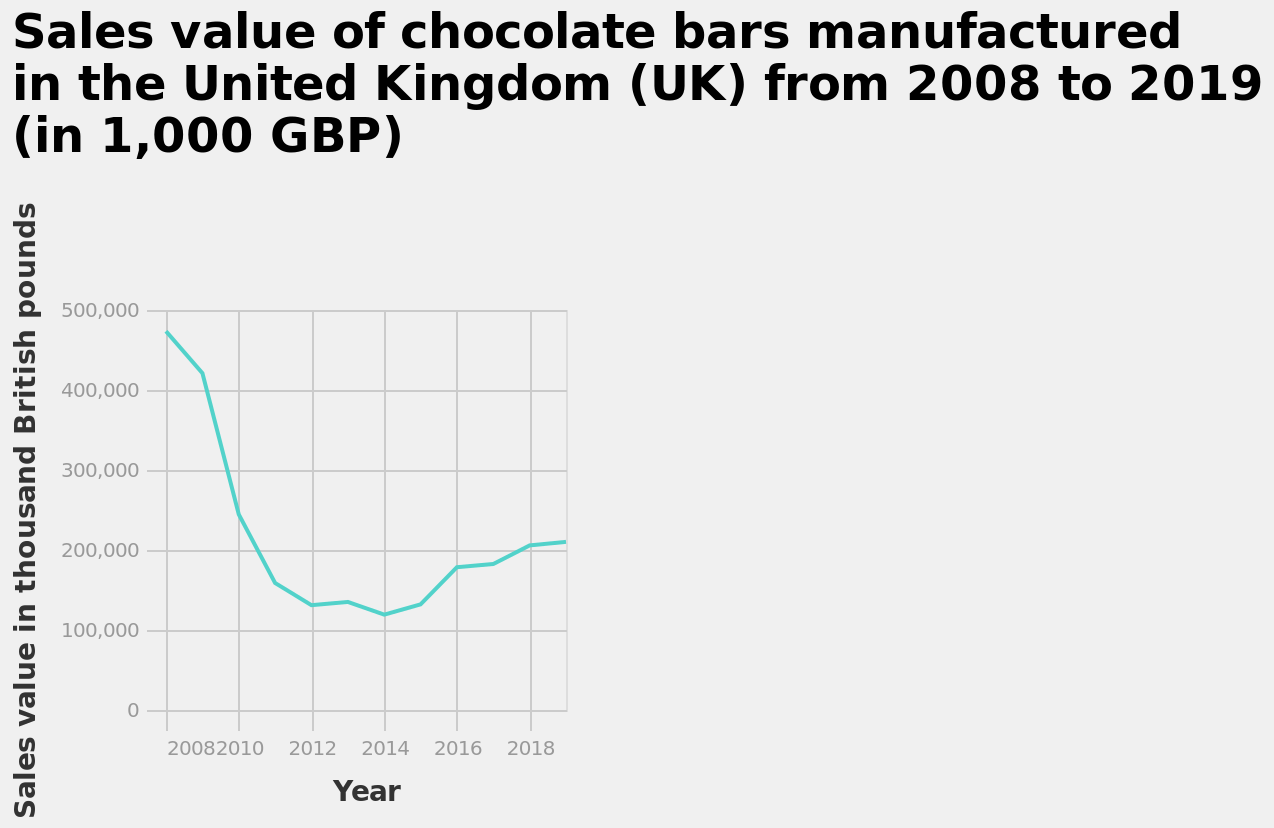 Sales value of chocolate bars manufactured
in the United Kingdom (UK) from 2008 to 2019
(in 1,000 GBP)
Sales value in thousand British pounds
500,000
400,000
300,000
200,000
100,000
0
2008 2010 2012 2014 2016 2018
Year